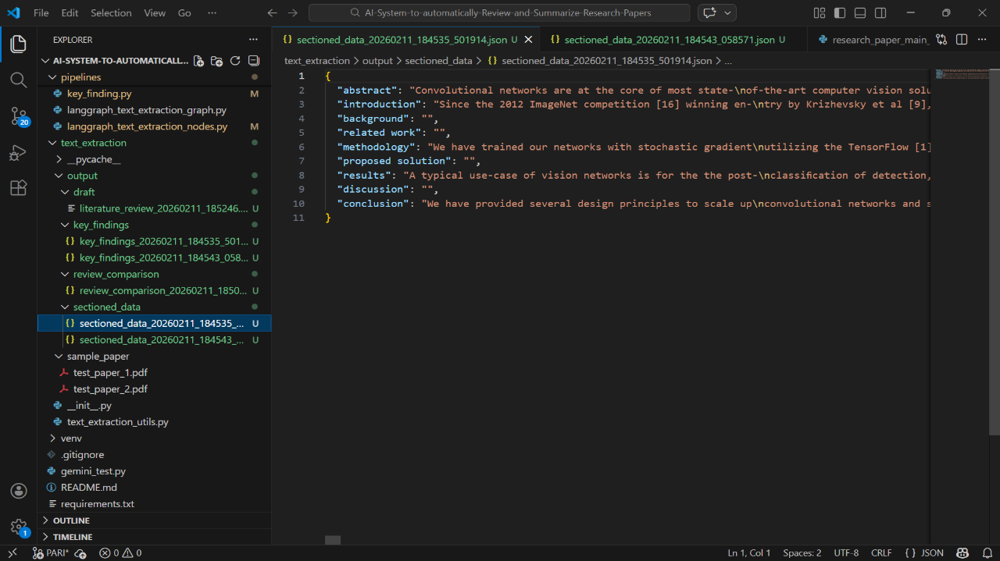 File Edit Selection View Go ··· AI-System-to-automatically-Review-and-Summarize-Research-Papers
EXPLORER ···
AI-SYSTEM-TO-AUTOMATICALL...
pipelines
key_finding.py M
langgraph_text_extraction_graph.py
langgraph_text_extraction_nodes.py M
text_extraction
__pycache__
output
draft
literature_review_20260211_185246.... U
key_findings
key_findings_20260211_184535_501... U
key_findings_20260211_184543_058... U
review_comparison
review_comparison_20260211_1850... U
sectioned_data
sectioned_data_20260211_184535_... U
sectioned_data_20260211_184543_... U
sample_paper
test_paper_1.pdf
test_paper_2.pdf
__init__.py
text_extraction_utils.py
venv
.gitignore
gemini_test.py
README.md
requirements.txt
OUTLINE
TIMELINE
20
1
{} sectioned_data_20260211_184535_501914.json U {} sectioned_data_20260211_184543_058571.json U research_paper_main_ ···
text_extraction > output > sectioned_data > {} sectioned_data_20260211_184535_501914.json > ...
1 {
2 "abstract": "Convolutional networks are at the core of most state-\nof-the-art computer vision solu
3 "introduction": "Since the 2012 ImageNet competition [16] winning en-\ntry by Krizhevsky et al [9],
4 "background": "",
5 "related work": "",
6 "methodology": "We have trained our networks with stochastic gradient\nutilizing the TensorFlow [1]
7 "proposed solution": "",
8 "results": "A typical use-case of vision networks is for the the post-\nclassification of detection,
9 "discussion": "",
10 "conclusion": "We have provided several design principles to scale up\nconvolutional networks and s
11 }
PARI* 0 0 Ln 1, Col 1 Spaces: 2 UTF-8 CRLF {} JSON